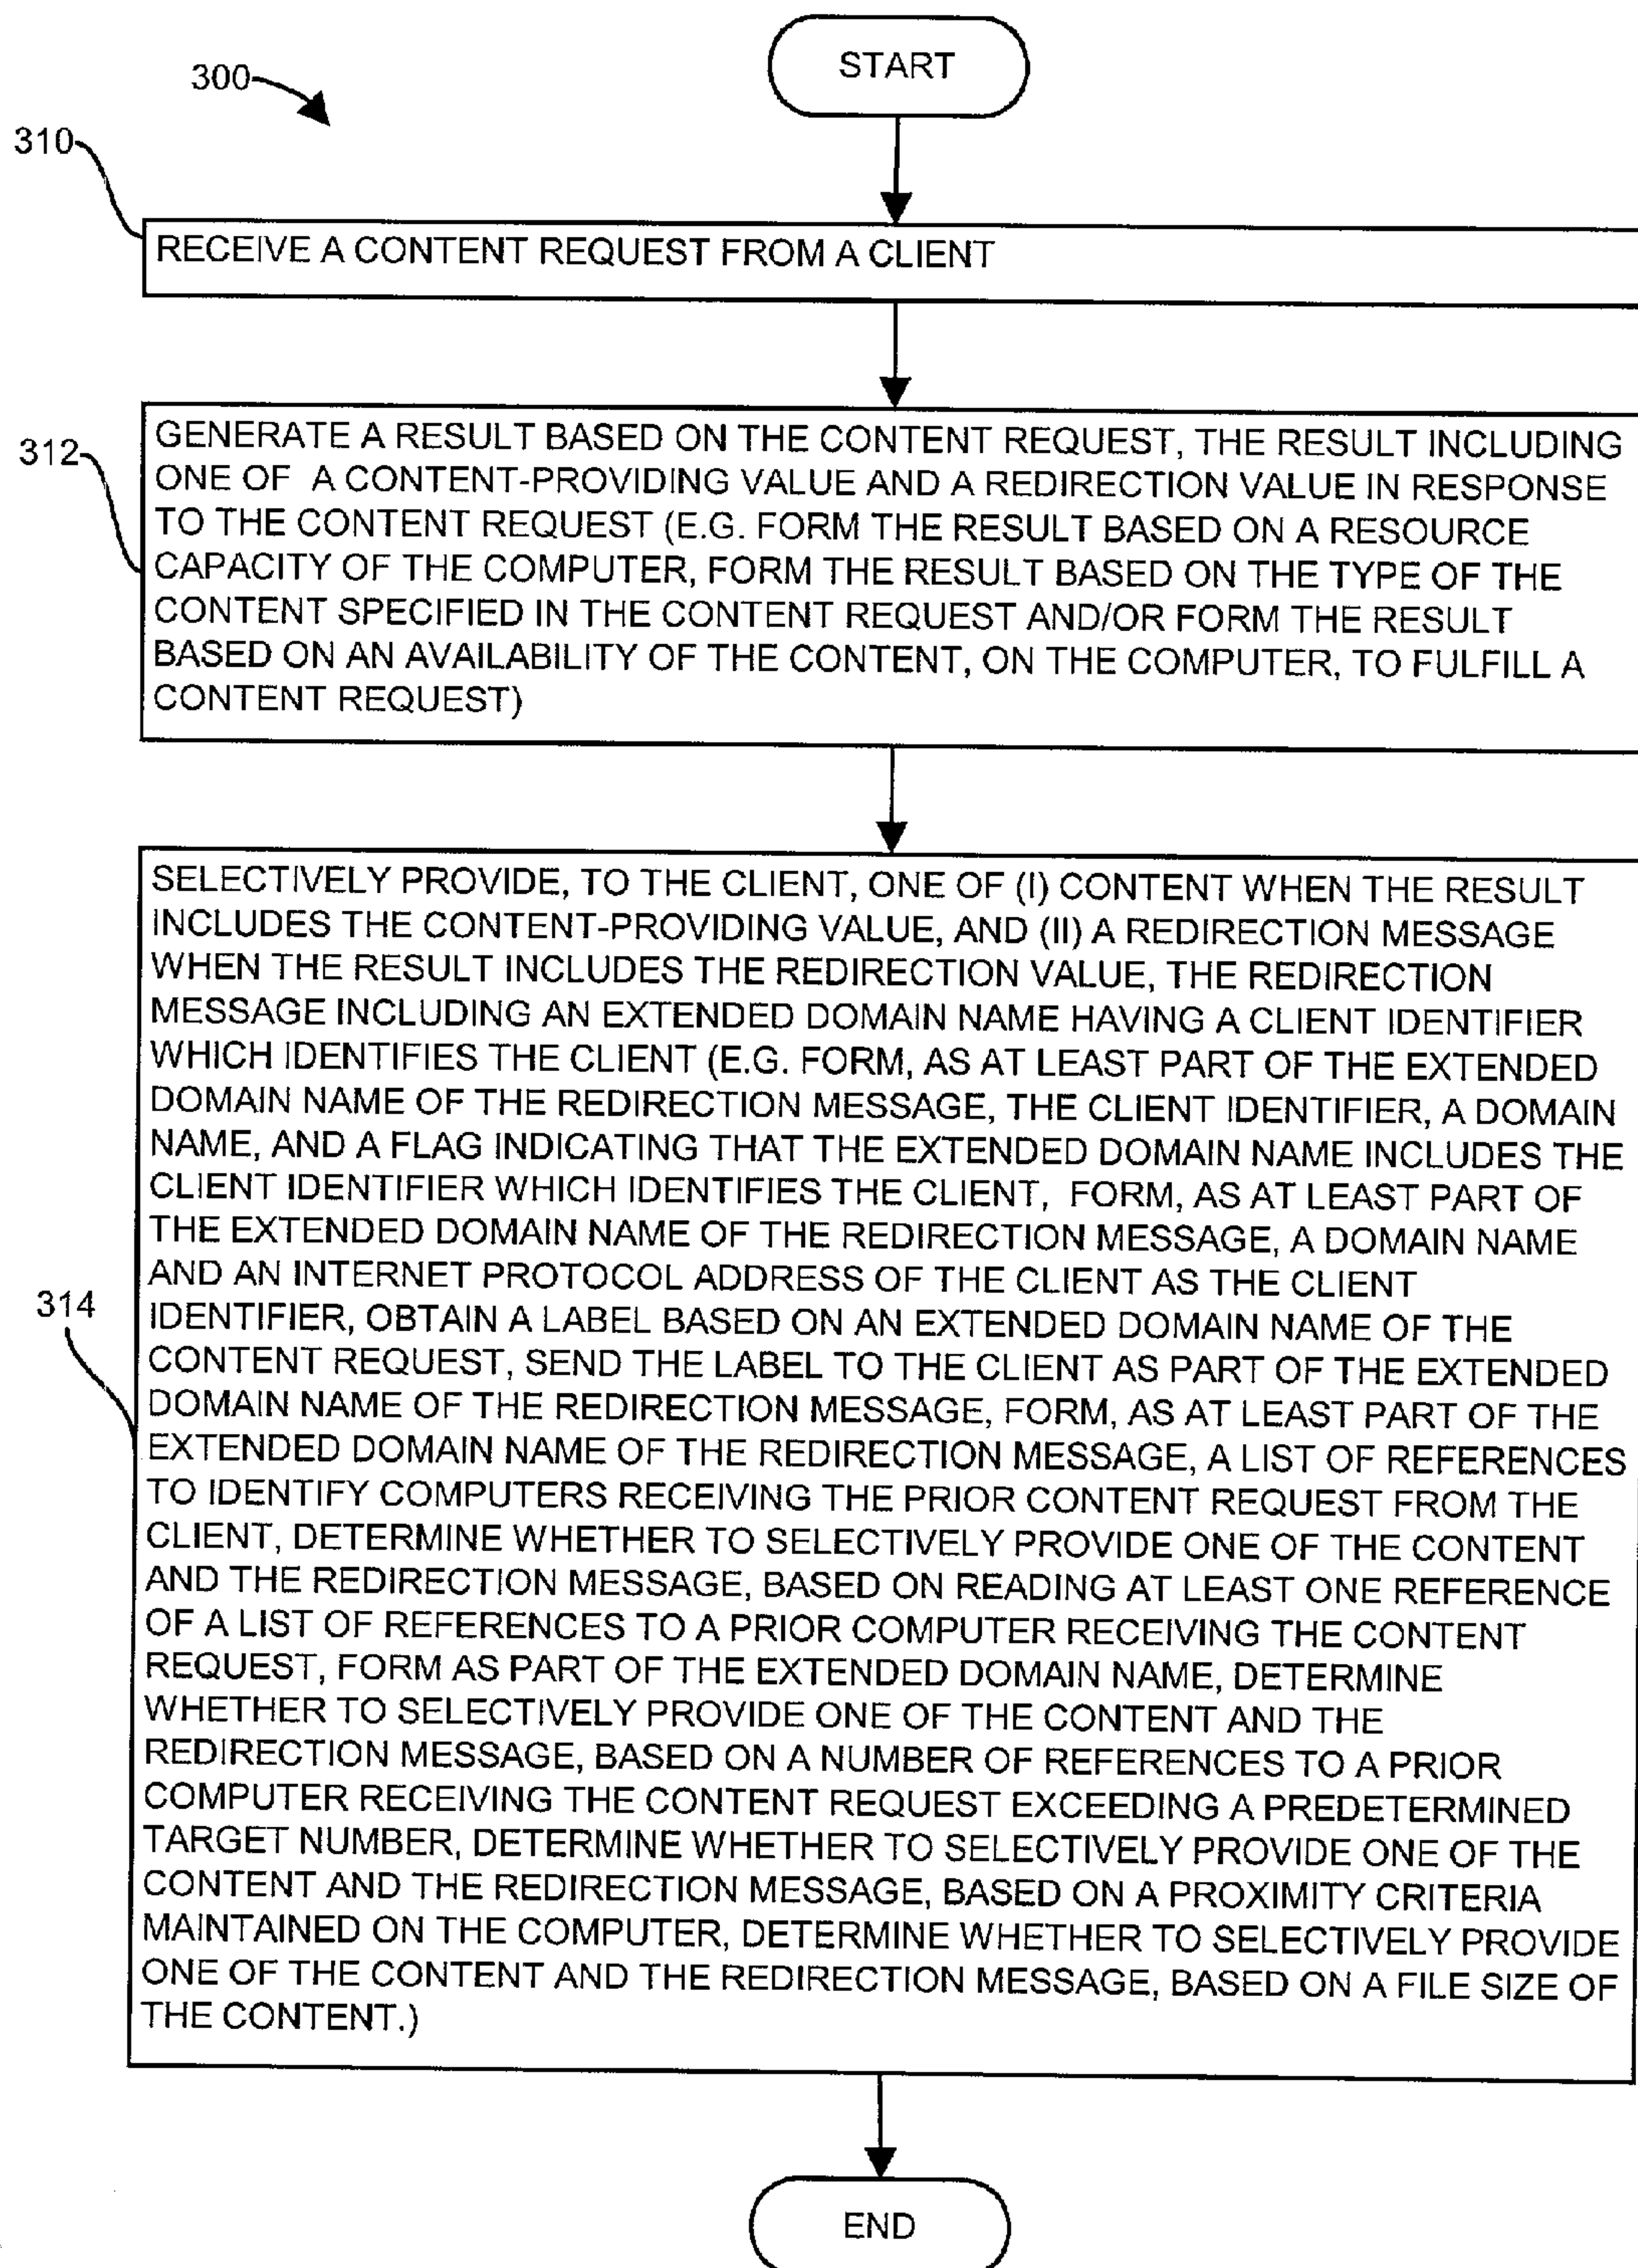 START
300
310
RECEIVE A CONTENT REQUEST FROM A CLIENT
312
GENERATE A RESULT BASED ON THE CONTENT REQUEST, THE RESULT INCLUDING
ONE OF A CONTENT-PROVIDING VALUE AND A REDIRECTION VALUE IN RESPONSE
TO THE CONTENT REQUEST (E.G. FORM THE RESULT BASED ON A RESOURCE
CAPACITY OF THE COMPUTER, FORM THE RESULT BASED ON THE TYPE OF THE
CONTENT SPECIFIED IN THE CONTENT REQUEST AND/OR FORM THE RESULT
BASED ON AN AVAILABILITY OF THE CONTENT, ON THE COMPUTER, TO FULFILL A
CONTENT REQUEST)
314
SELECTIVELY PROVIDE, TO THE CLIENT, ONE OF (I) CONTENT WHEN THE RESULT
INCLUDES THE CONTENT-PROVIDING VALUE, AND (II) A REDIRECTION MESSAGE
WHEN THE RESULT INCLUDES THE REDIRECTION VALUE, THE REDIRECTION
MESSAGE INCLUDING AN EXTENDED DOMAIN NAME HAVING A CLIENT IDENTIFIER
WHICH IDENTIFIES THE CLIENT (E.G. FORM, AS AT LEAST PART OF THE EXTENDED
DOMAIN NAME OF THE REDIRECTION MESSAGE, THE CLIENT IDENTIFIER, A DOMAIN
NAME, AND A FLAG INDICATING THAT THE EXTENDED DOMAIN NAME INCLUDES THE
CLIENT IDENTIFIER WHICH IDENTIFIES THE CLIENT, FORM, AS AT LEAST PART OF
THE EXTENDED DOMAIN NAME OF THE REDIRECTION MESSAGE, A DOMAIN NAME
AND AN INTERNET PROTOCOL ADDRESS OF THE CLIENT AS THE CLIENT
IDENTIFIER, OBTAIN A LABEL BASED ON AN EXTENDED DOMAIN NAME OF THE
CONTENT REQUEST, SEND THE LABEL TO THE CLIENT AS PART OF THE EXTENDED
DOMAIN NAME OF THE REDIRECTION MESSAGE, FORM, AS AT LEAST PART OF THE
EXTENDED DOMAIN NAME OF THE REDIRECTION MESSAGE, A LIST OF REFERENCES
TO IDENTIFY COMPUTERS RECEIVING THE PRIOR CONTENT REQUEST FROM THE
CLIENT, DETERMINE WHETHER TO SELECTIVELY PROVIDE ONE OF THE CONTENT
AND THE REDIRECTION MESSAGE, BASED ON READING AT LEAST ONE REFERENCE
OF A LIST OF REFERENCES TO A PRIOR COMPUTER RECEIVING THE CONTENT
REQUEST, FORM AS PART OF THE EXTENDED DOMAIN NAME, DETERMINE
WHETHER TO SELECTIVELY PROVIDE ONE OF THE CONTENT AND THE
REDIRECTION MESSAGE, BASED ON A NUMBER OF REFERENCES TO A PRIOR
COMPUTER RECEIVING THE CONTENT REQUEST EXCEEDING A PREDETERMINED
TARGET NUMBER, DETERMINE WHETHER TO SELECTIVELY PROVIDE ONE OF THE
CONTENT AND THE REDIRECTION MESSAGE, BASED ON A PROXIMITY CRITERIA
MAINTAINED ON THE COMPUTER, DETERMINE WHETHER TO SELECTIVELY PROVIDE
ONE OF THE CONTENT AND THE REDIRECTION MESSAGE, BASED ON A FILE SIZE OF
THE CONTENT.)
END